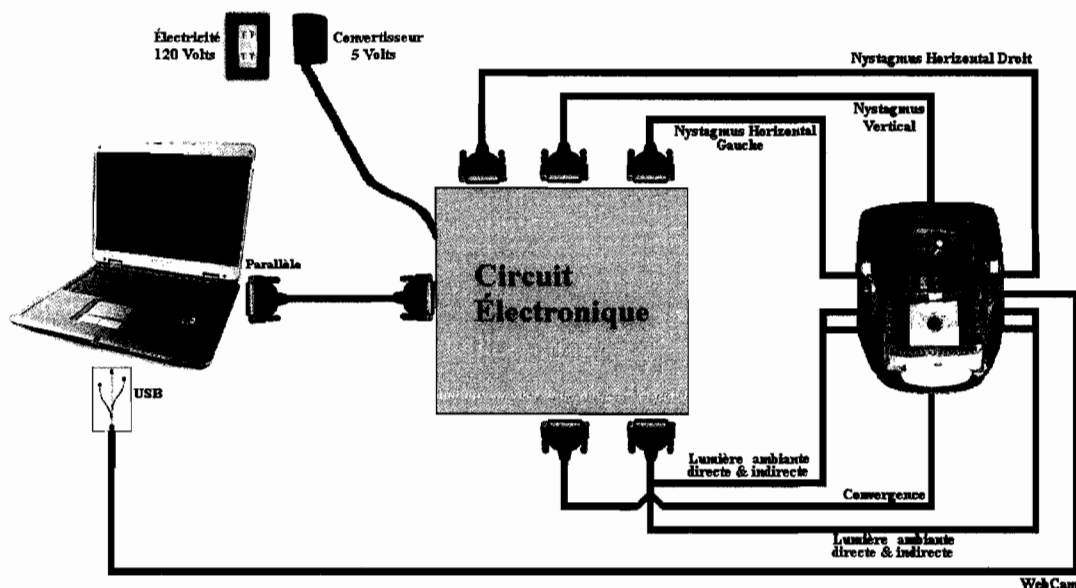 Électricité
120 Volts
Convertisseur
5 Volts
Nystagmus Horizontal Droit
Nystagmus
Vertical
Nystagmus Horizontal
Gauche
Parallèle
Circuit
Électronique
USB
Lumière ambiante
directe & indirecte
Convergence
Lumière ambiante
directe & indirecte
WebCam